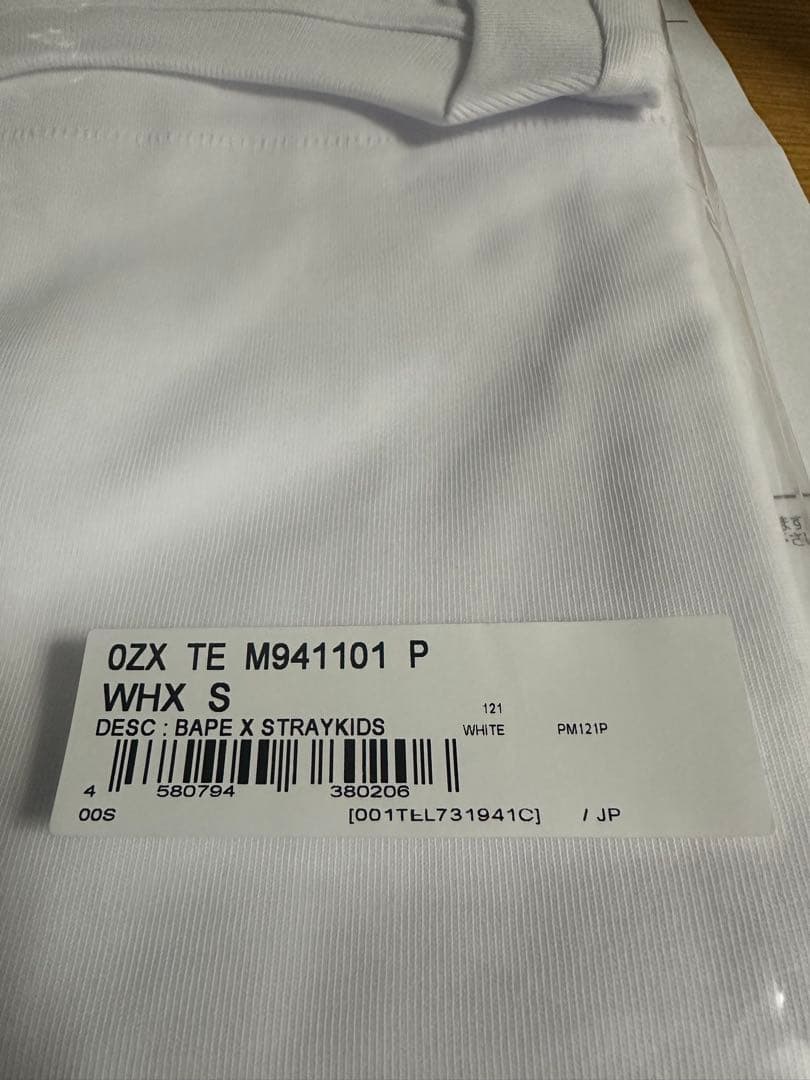 0ZX TE M941101 P
WHX S
121
DESC : BAPE X STRAYKIDS WHITE PM121P
4 580794 380206
00S [001TEL731941C] / JP